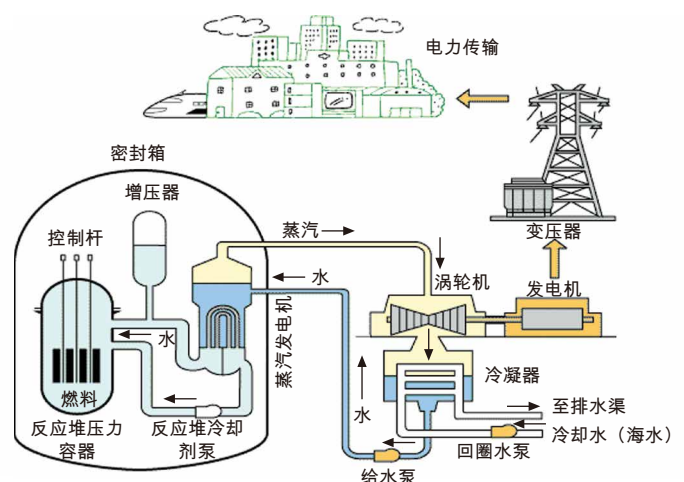 电力传输
密封箱
增压器
控制杆
蒸汽
水
涡轮机
变压器
发电机
水
蒸汽发电机
冷凝器
燃料
水
至排水渠
反应堆压力
容器
反应堆冷却
剂泵
冷却水（海水）
回圈水泵
给水泵